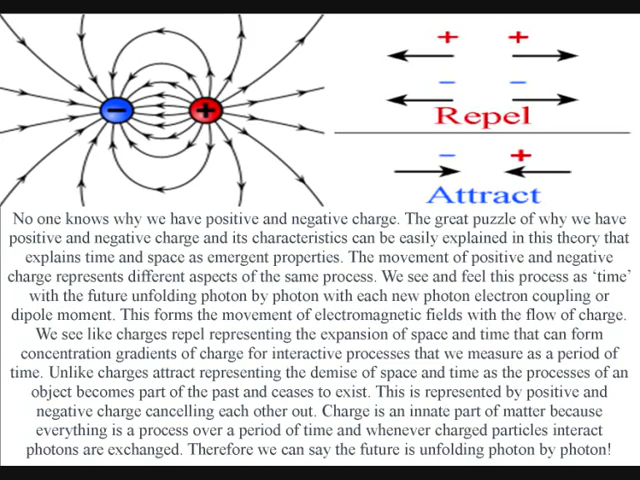 + +
− −
Repel
− +
Attract
− +
No one knows why we have positive and negative charge. The great puzzle of why we have
positive and negative charge and its characteristics can be easily explained in this theory that
explains time and space as emergent properties. The movement of positive and negative
charge represents different aspects of the same process. We see and feel this process as ‘time’
with the future unfolding photon by photon with each new photon electron coupling or
dipole moment. This forms the movement of electromagnetic fields with the flow of charge.
We see like charges repel representing the expansion of space and time that can form
concentration gradients of charge for interactive processes that we measure as a period of
time. Unlike charges attract representing the demise of space and time as the processes of an
object becomes part of the past and ceases to exist. This is represented by positive and
negative charge cancelling each other out. Charge is an innate part of matter because
everything is a process over a period of time and whenever charged particles interact
photons are exchanged. Therefore we can say the future is unfolding photon by photon!